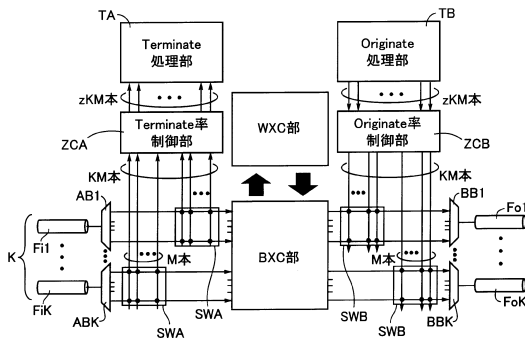 TA
TB
Terminate
処理部
Originate
処理部
zKM本
zKM本
Terminate率
制御部
WXC部
Originate率
制御部
ZCA
ZCB
KM本
KM本
AB1
BB1
Fi1
Fo1
K
BXC部
M本
SWA
SWB
M本
FiK
FoK
ABK
SWA
SWB
BBK